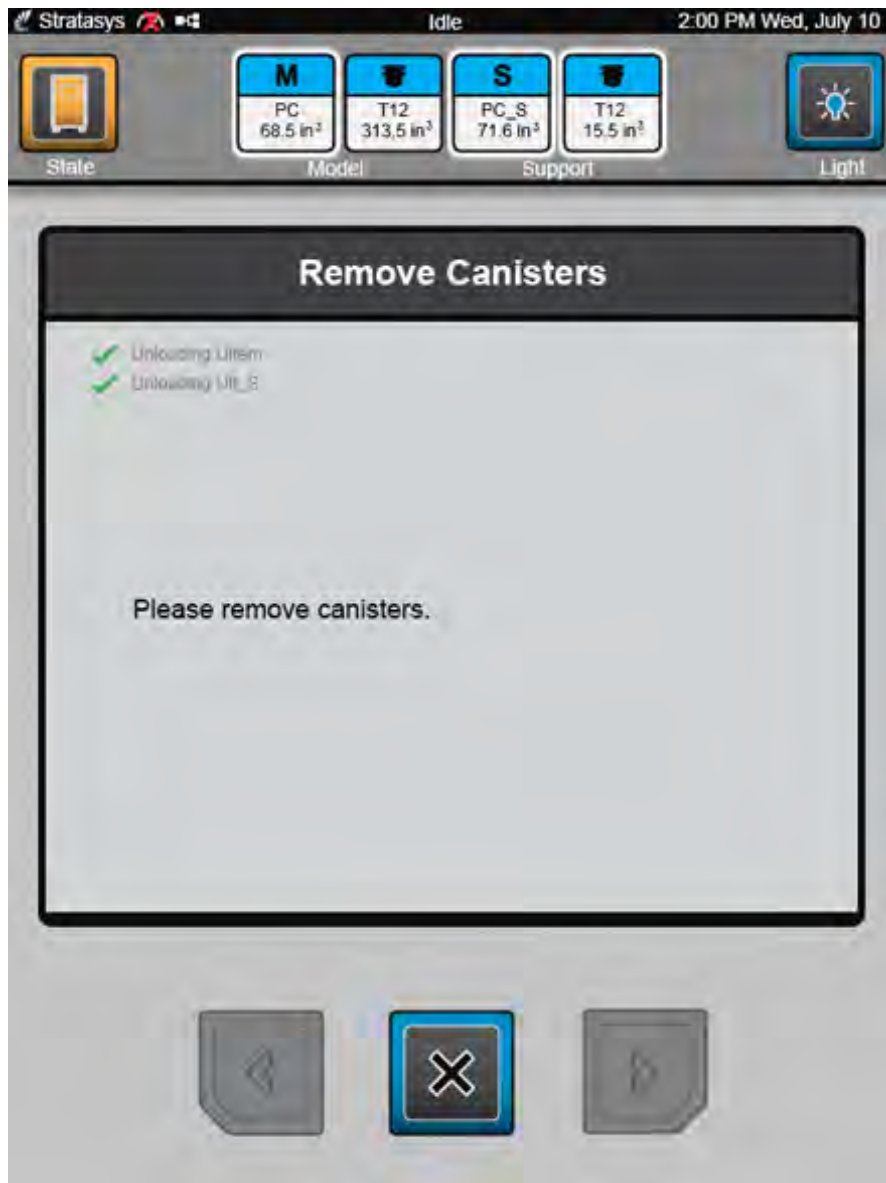 Stratasys Idle 2:00 PM Wed, July 10
M S
PC T12 PC_S T12
68.5 in³ 313.5 in³ 71.6 in³ 15.5 in³
State Model Support Light
Remove Canisters
Unloading Ultem
Unloading Ult_S
Please remove canisters.